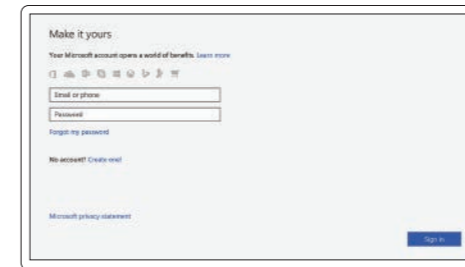 Make it yours
Your Microsoft account opens a world of benefits. Learn more
Email or phone
Password
Forgot my password
No account? Create one!
Microsoft privacy statement
Sign in